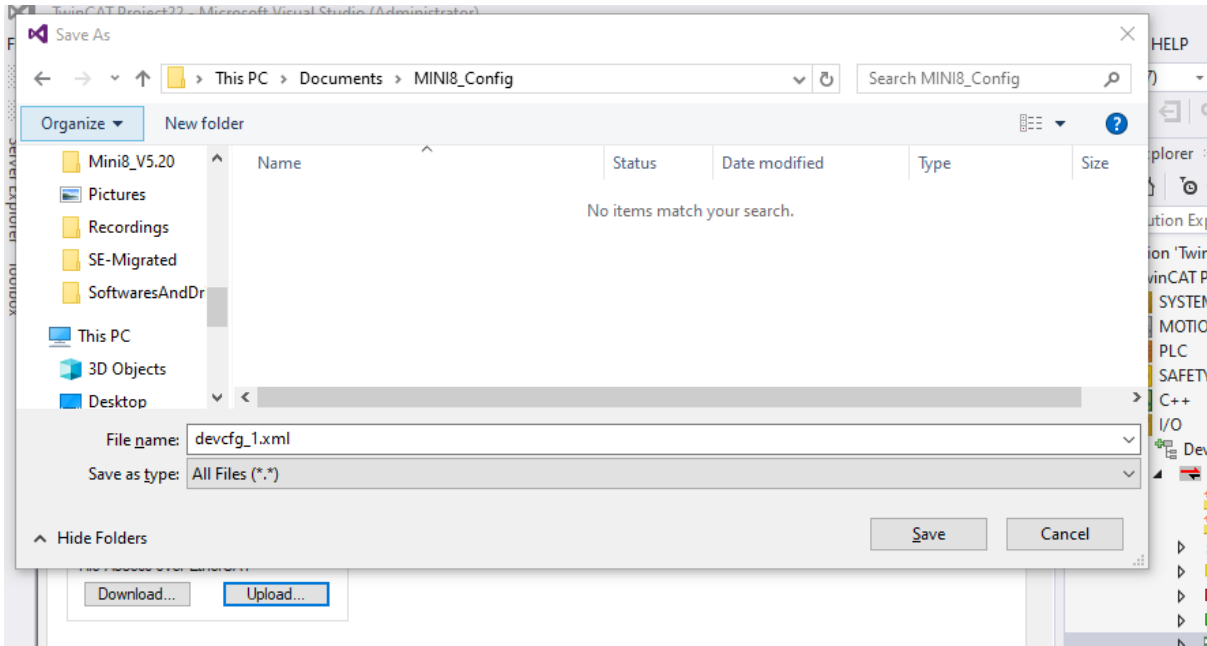 TwinCAT Project22 - Microsoft Visual Studio (Administrator)
Save As
HELP
This PC > Documents > MINI8_Config
Search MINI8_Config
Organize
New folder
Server Explorer
Toolbox
Mini8_V5.20
Pictures
Recordings
SE-Migrated
SoftwaresAndDr
This PC
3D Objects
Desktop
Name
Status
Date modified
Type
Size
No items match your search.
File name: devcfg_1.xml
Save as type: All Files (*.*)
Hide Folders
Save
Cancel
Download...
Upload...
plorer
ution Exp
ion 'Twin
vinCAT P
SYSTEM
MOTIO
PLC
SAFETY
C++
I/O
Dev